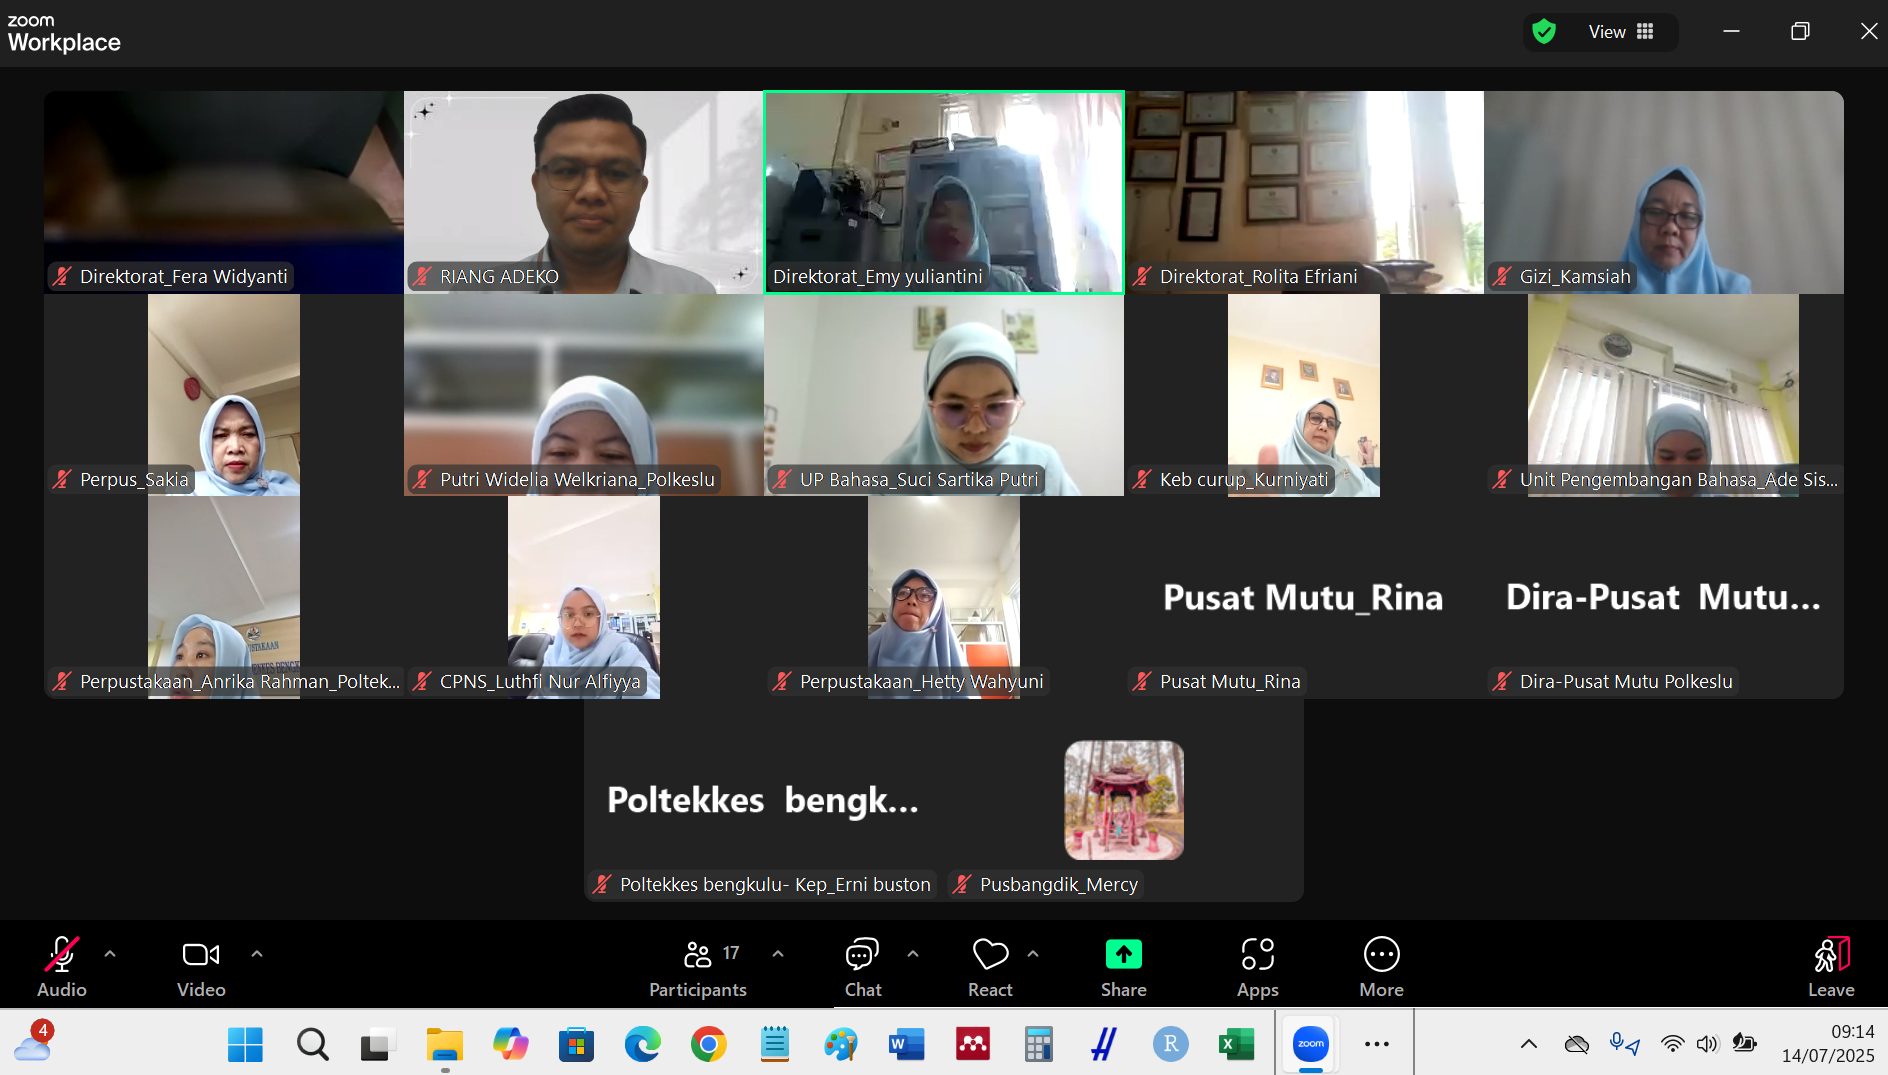 zoom
Workplace
View
Direktorat_Fera Widyanti
RIANG ADEKO
Direktorat_Emy yuliantini
Direktorat_Rolita Efriani
Gizi_Kamsiah
Perpus_Sakia
Putri Widelia Welkriana_Polkeslu
UP Bahasa_Suci Sartika Putri
Keb curup_Kurniyati
Unit Pengembangan Bahasa_Ade Sis...
Pusat Mutu_Rina
Dira-Pusat Mutu...
Perpustakaan_Anrika Rahman_Poltek...
CPNS_Luthfi Nur Alfiyya
Perpustakaan_Hetty Wahyuni
Pusat Mutu_Rina
Dira-Pusat Mutu Polkeslu
Poltekkes bengk...
Poltekkes bengkulu- Kep_Erni buston
Pusbangdik_Mercy
17
Audio
Video
Participants
Chat
React
Share
Apps
More
Leave
4
W
R
X
zoom
09:14
14/07/2025